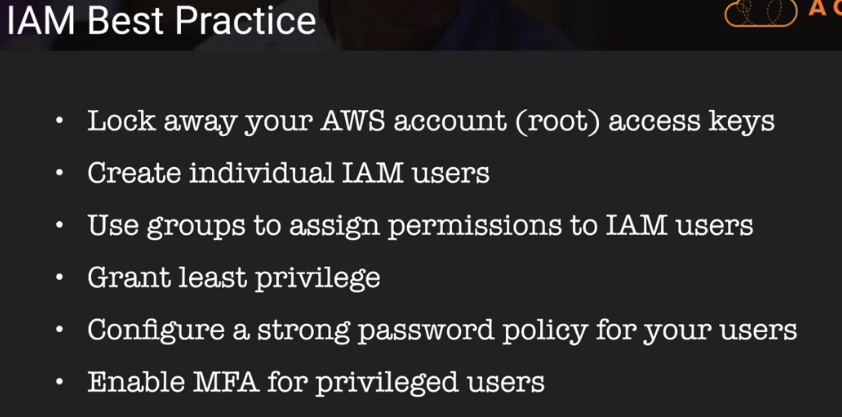 IAM Best Practice
• Lock away your AWS account (root) access keys
• Create individual IAM users
• Use groups to assign permissions to IAM users
• Grant least privilege
• Configure a strong password policy for your users
• Enable MFA for privileged users